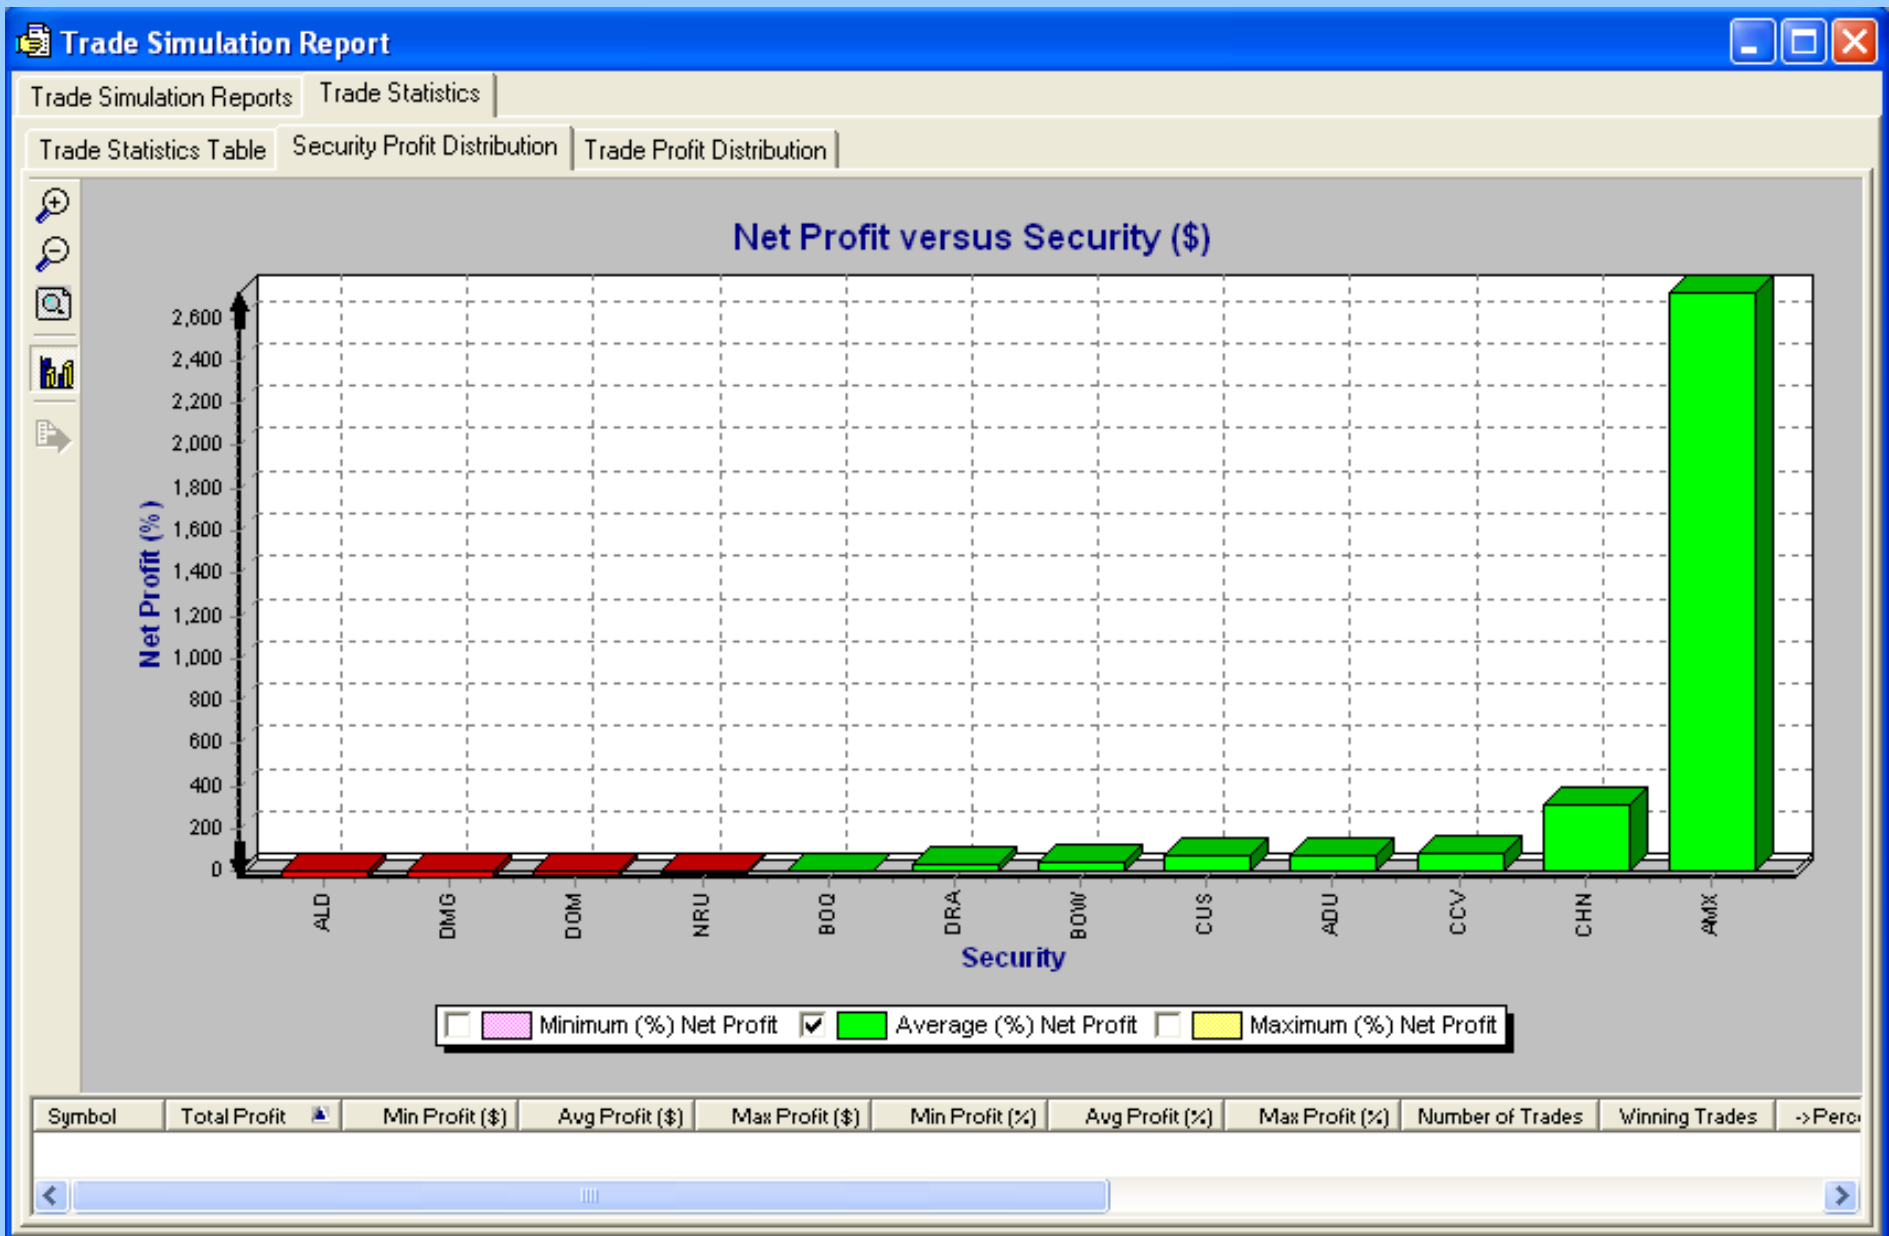 Trade Simulation Report
Trade Simulation Reports Trade Statistics
Trade Statistics Table Security Profit Distribution Trade Profit Distribution
Net Profit versus Security ($)
Net Profit (%)
2,600
2,400
2,200
2,000
1,800
1,600
1,400
1,200
1,000
800
600
400
200
0
ALD DMG DOM NRU BOQ DRA BOW CUS ADU CCV CHN AMX
Security
Minimum (%) Net Profit Average (%) Net Profit Maximum (%) Net Profit
Symbol Total Profit Min Profit ($) Avg Profit ($) Max Profit ($) Min Profit (%) Avg Profit (%) Max Profit (%) Number of Trades Winning Trades ->Perc